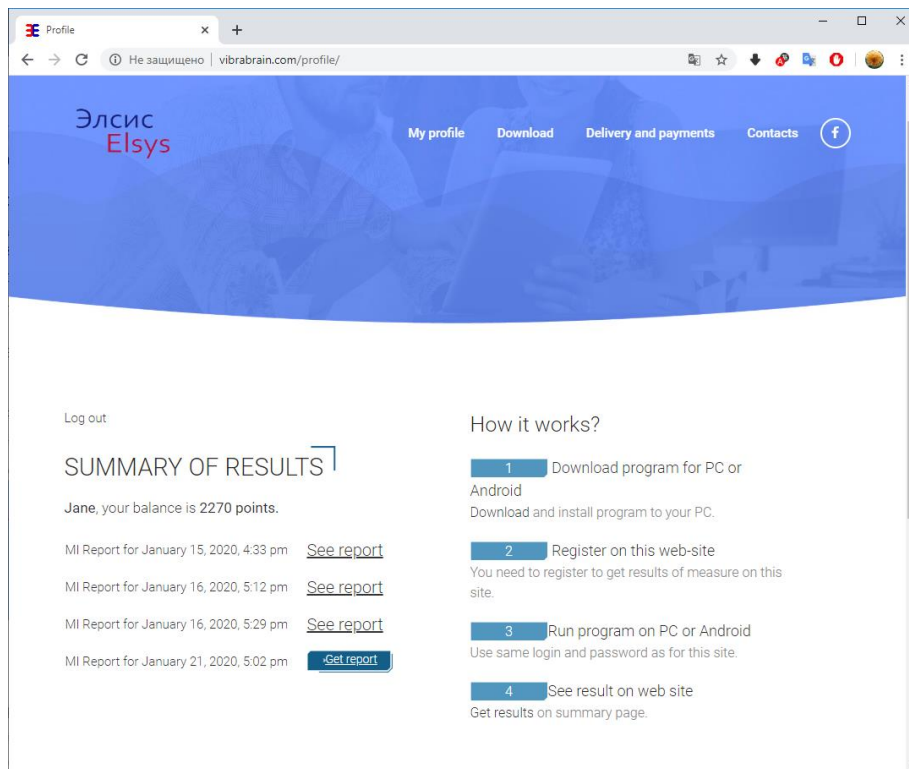 Profile
Не защищено | vibrabrain.com/profile/
Элсис
Elsys
My profile Download Delivery and payments Contacts f
Log out
SUMMARY OF RESULTS
Jane, your balance is 2270 points.
MI Report for January 15, 2020, 4:33 pm See report
MI Report for January 16, 2020, 5:12 pm See report
MI Report for January 16, 2020, 5:29 pm See report
MI Report for January 21, 2020, 5:02 pm Get report
How it works?
1 Download program for PC or
Android
Download and install program to your PC.
2 Register on this web-site
You need to register to get results of measure on this
site.
3 Run program on PC or Android
Use same login and password as for this site.
4 See result on web site
Get results on summary page.